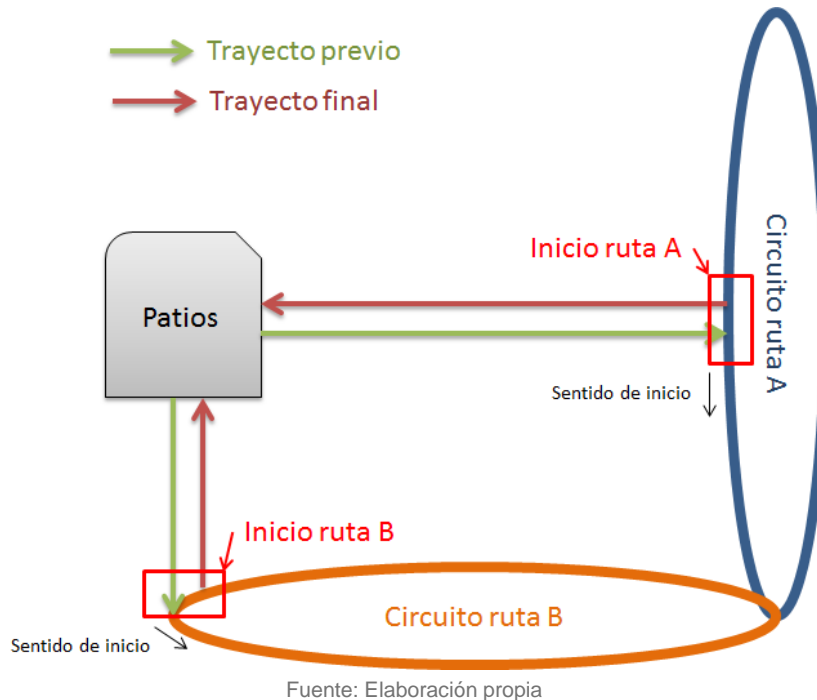 Trayecto previo
Trayecto final
Inicio ruta A
Circuito ruta A
Patios
Sentido de inicio
Inicio ruta B
Circuito ruta B
Sentido de inicio
Fuente: Elaboración propia